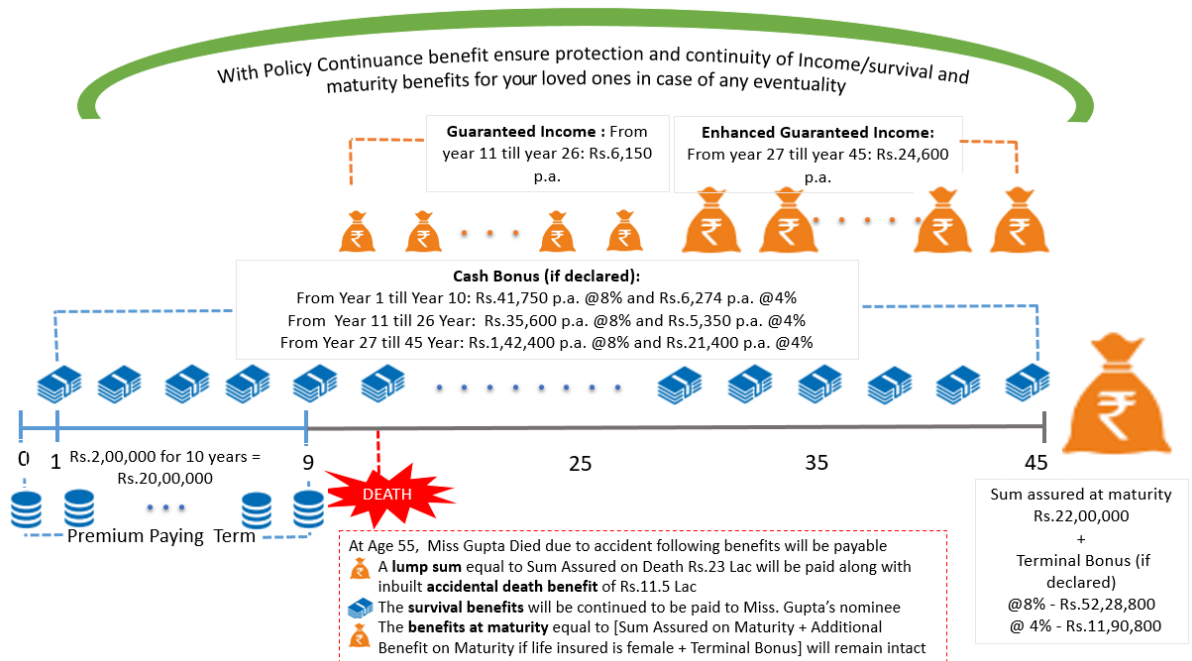 With Policy Continuance benefit ensure protection and continuity of Income/survival and
maturity benefits for your loved ones in case of any eventuality
Guaranteed Income : From
year 11 till year 26: Rs.6,150
p.a.
Enhanced Guaranteed Income:
From year 27 till year 45: Rs.24,600
p.a.
₹ ₹ ₹ ₹ ₹ ₹ ₹ ₹
Cash Bonus (if declared):
From Year 1 till Year 10: Rs.41,750 p.a. @8% and Rs.6,274 p.a. @4%
From Year 11 till 26 Year: Rs.35,600 p.a. @8% and Rs.5,350 p.a. @4%
From Year 27 till 45 Year: Rs.1,42,400 p.a. @8% and Rs.21,400 p.a. @4%
₹
0 1 9 25 35 45
Rs.2,00,000 for 10 years =
Rs.20,00,000
Premium Paying Term
DEATH
At Age 55, Miss Gupta Died due to accident following benefits will be payable
₹ A lump sum equal to Sum Assured on Death Rs.23 Lac will be paid along with
inbuilt accidental death benefit of Rs.11.5 Lac
The survival benefits will be continued to be paid to Miss. Gupta's nominee
₹ The benefits at maturity equal to [Sum Assured on Maturity + Additional
Benefit on Maturity if life insured is female + Terminal Bonus] will remain intact
Sum assured at maturity
Rs.22,00,000
+
Terminal Bonus (if
declared)
@8% - Rs.52,28,800
@ 4% - Rs.11,90,800